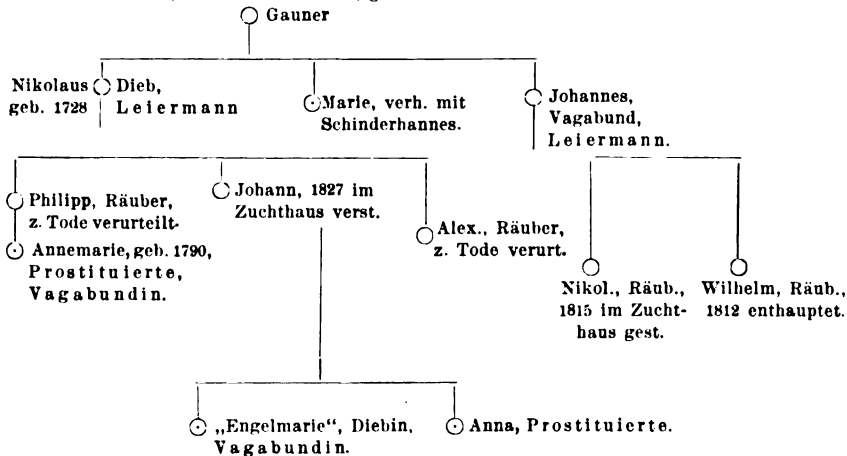 Gauner
Nikolaus
geb. 1728
Dieb,
Leiermann
Marie, verh. mit
Schinderhannes.
Johannes,
Vagabund,
Leiermann.
Philipp, Räuber,
z. Tode verurteilt.
Annemarie, geb. 1790,
Prostituierte,
Vagabundin.
Johann, 1827 im
Zuchthaus verst.
Alex., Räuber,
z. Tode verurt.
Nikol., Räub.,
1815 im Zucht-
haus gest.
Wilhelm, Räub.,
1812 enthauptet.
„Engelmarie“, Diebin,
Vagabundin.
Anna, Prostituierte.